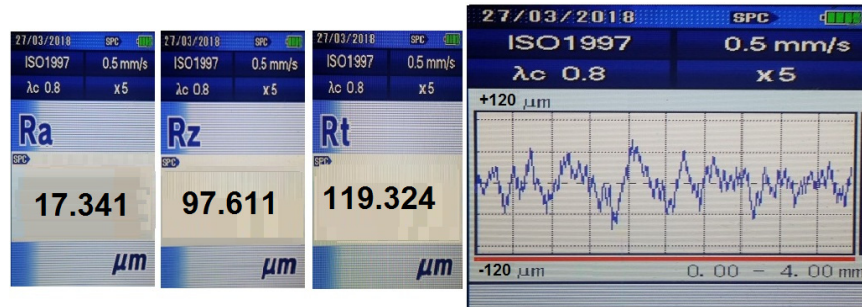 27/03/2018 SPC
ISO1997 0.5 mm/s
λc 0.8 x5
Ra
SPC
17.341
μm
27/03/2018 SPC
ISO1997 0.5 mm/s
λc 0.8 x5
Rz
SPC
97.611
μm
27/03/2018 SPC
ISO1997 0.5 mm/s
λc 0.8 x5
Rt
SPC
119.324
μm
27/03/2018 SPC
ISO1997 0.5 mm/s
λc 0.8 x5
+120 μm
-120 μm 0.00 - 4.00 mm